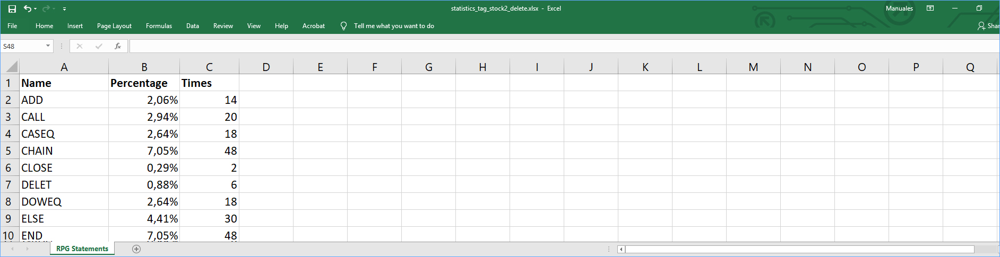 statistics_tag_stock2_delete.xlsx - Excel
Manuales
File Home Insert Page Layout Formulas Data Review View Help Acrobat Tell me what you want to do Shar
S48 fx
A B C D E F G H I J K L M N O P Q
1 Name Percentage Times
2 ADD 2,06% 14
3 CALL 2,94% 20
4 CASEQ 2,64% 18
5 CHAIN 7,05% 48
6 CLOSE 0,29% 2
7 DELET 0,88% 6
8 DOWEQ 2,64% 18
9 ELSE 4,41% 30
10 END 7,05% 48
RPG Statements